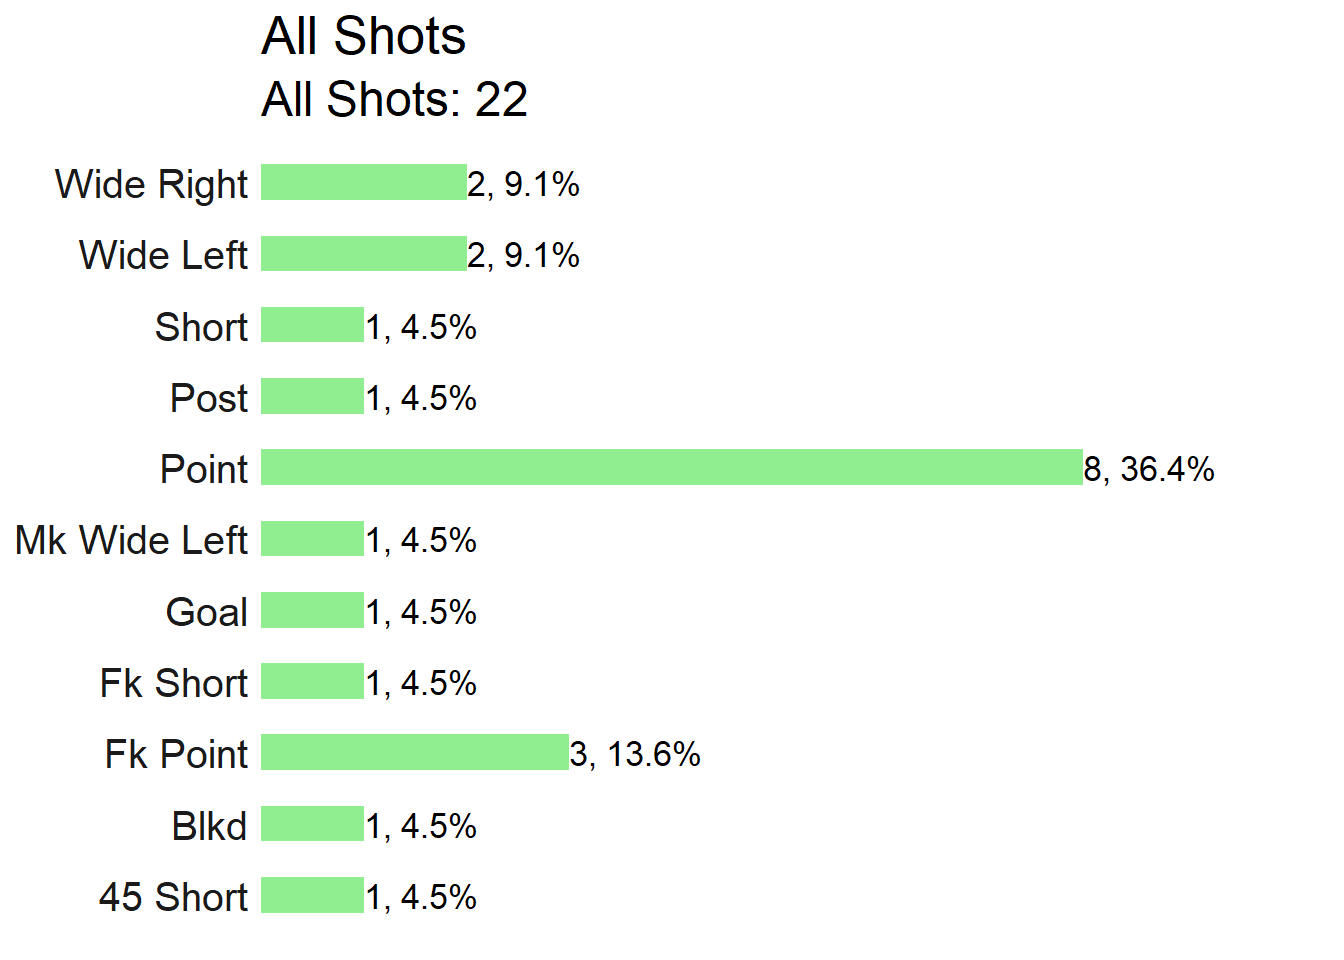 All Shots
All Shots: 22
Wide Right 2, 9.1%
Wide Left 2, 9.1%
Short 1, 4.5%
Post 1, 4.5%
Point 8, 36.4%
Mk Wide Left 1, 4.5%
Goal 1, 4.5%
Fk Short 1, 4.5%
Fk Point 3, 13.6%
Blkd 1, 4.5%
45 Short 1, 4.5%